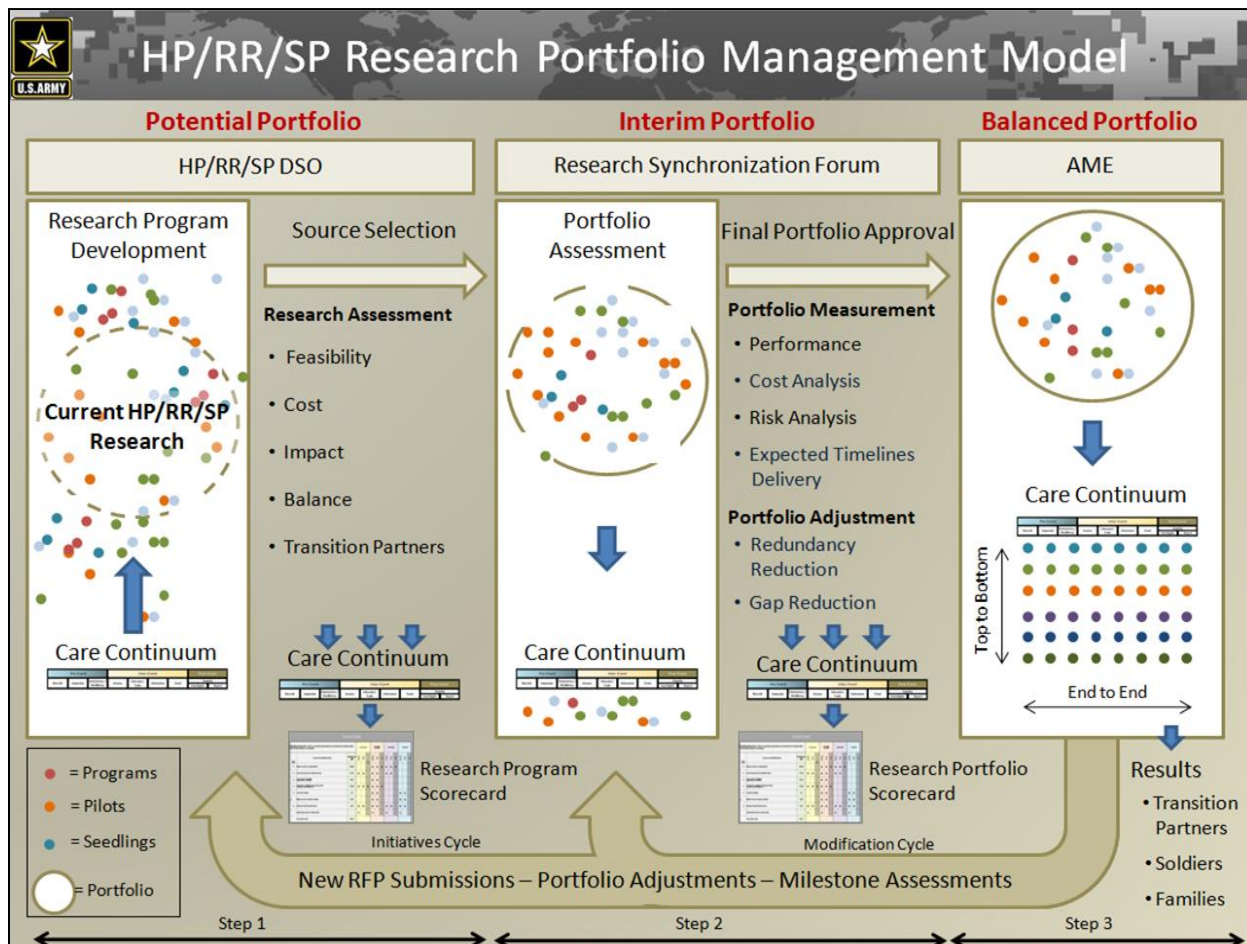 U.S.ARMY
HP/RR/SP Research Portfolio Management Model
Potential Portfolio
Interim Portfolio
Balanced Portfolio
HP/RR/SP DSO
Research Synchronization Forum
AME
Research Program
Development
Current HP/RR/SP
Research
Care Continuum
Source Selection
Research Assessment
• Feasibility
• Cost
• Impact
• Balance
• Transition Partners
Care Continuum
Research Program
Scorecard
Portfolio
Assessment
Care Continuum
Final Portfolio Approval
Portfolio Measurement
• Performance
• Cost Analysis
• Risk Analysis
• Expected Timelines
Delivery
Portfolio Adjustment
• Redundancy
Reduction
• Gap Reduction
Care Continuum
Research Portfolio
Scorecard
Care Continuum
Top to Bottom
End to End
Results
• Transition
Partners
• Soldiers
• Families
= Programs
= Pilots
= Seedlings
= Portfolio
Initiatives Cycle
Modification Cycle
New RFP Submissions – Portfolio Adjustments – Milestone Assessments
Step 1
Step 2
Step 3